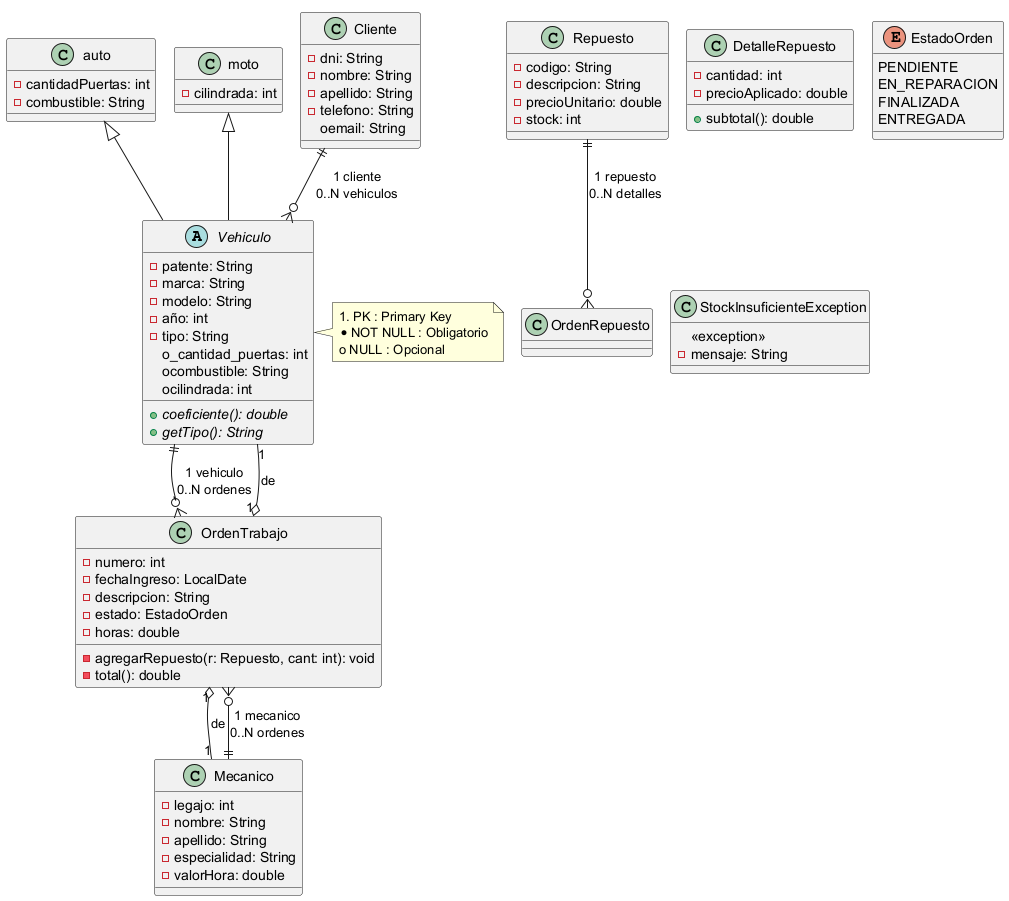 C auto
cantidadPuertas: int
combustible: String
C moto
cilindrada: int
C Cliente
dni: String
nombre: String
apellido: String
telefono: String
oemail: String
C Repuesto
codigo: String
descripcion: String
precioUnitario: double
stock: int
C DetalleRepuesto
cantidad: int
precioAplicado: double
subtotal(): double
E EstadoOrden
PENDIENTE
EN_REPARACION
FINALIZADA
ENTREGADA
1 cliente
0..N vehiculos
1 repuesto
0..N detalles
A Vehiculo
patente: String
marca: String
modelo: String
año: int
tipo: String
o_cantidad_puertas: int
ocombustible: String
ocilindrada: int
coeficiente(): double
getTipo(): String
1. PK : Primary Key
• NOT NULL : Obligatorio
o NULL : Opcional
C OrdenRepuesto
C StockInsuficienteException
«exception»
mensaje: String
1 vehiculo
0..N ordenes
1
de
1
C OrdenTrabajo
numero: int
fechaIngreso: LocalDate
descripcion: String
estado: EstadoOrden
horas: double
agregarRepuesto(r: Repuesto, cant: int): void
total(): double
1
de
1
1 mecanico
0..N ordenes
C Mecanico
legajo: int
nombre: String
apellido: String
especialidad: String
valorHora: double